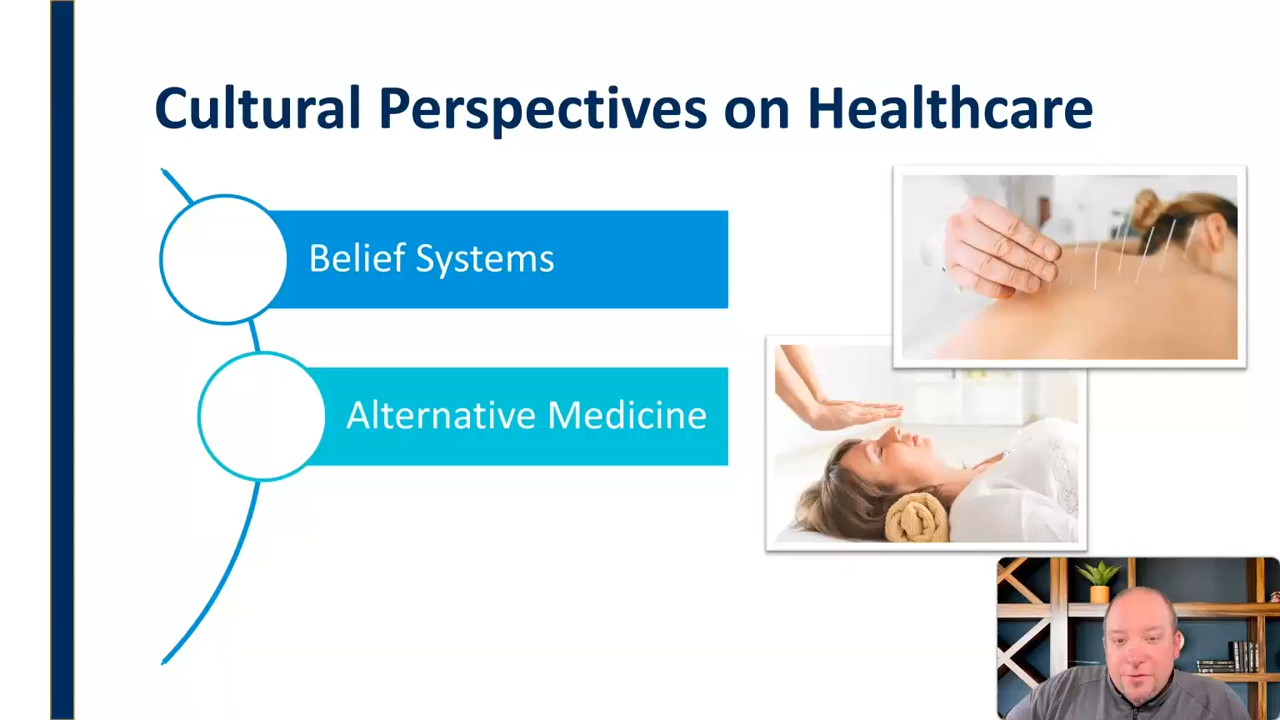 Cultural Perspectives on Healthcare
Belief Systems
Alternative Medicine